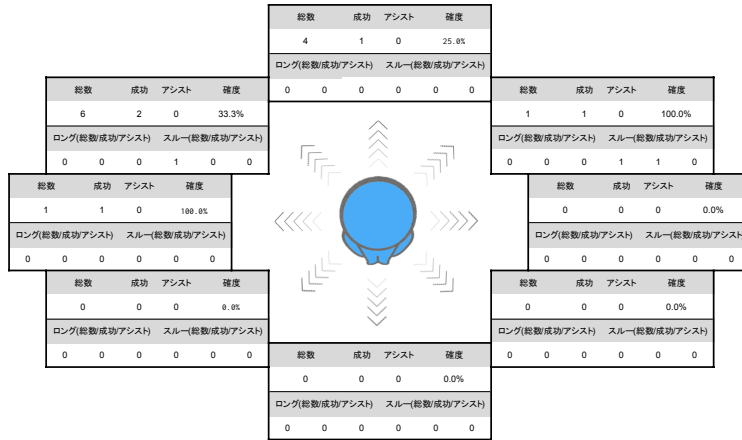 総数 成功 アシスト 確度
4 1 0 25.0%
ロング(総数/成功/アシスト) スルー(総数/成功/アシスト)
0 0 0 0 0 0
総数 成功 アシスト 確度
6 2 0 33.3%
ロング(総数/成功/アシスト) スルー(総数/成功/アシスト)
0 0 0 1 0 0
総数 成功 アシスト 確度
1 1 0 100.0%
ロング(総数/成功/アシスト) スルー(総数/成功/アシスト)
0 0 0 1 1 0
総数 成功 アシスト 確度
1 1 0 100.0%
ロング(総数/成功/アシスト) スルー(総数/成功/アシスト)
0 0 0 0 0 0
総数 成功 アシスト 確度
0 0 0 0.0%
ロング(総数/成功/アシスト) スルー(総数/成功/アシスト)
0 0 0 0 0 0
総数 成功 アシスト 確度
0 0 0 0.0%
ロング(総数/成功/アシスト) スルー(総数/成功/アシスト)
0 0 0 0 0 0
総数 成功 アシスト 確度
0 0 0 0.0%
ロング(総数/成功/アシスト) スルー(総数/成功/アシスト)
0 0 0 0 0 0
総数 成功 アシスト 確度
0 0 0 0.0%
ロング(総数/成功/アシスト) スルー(総数/成功/アシスト)
0 0 0 0 0 0